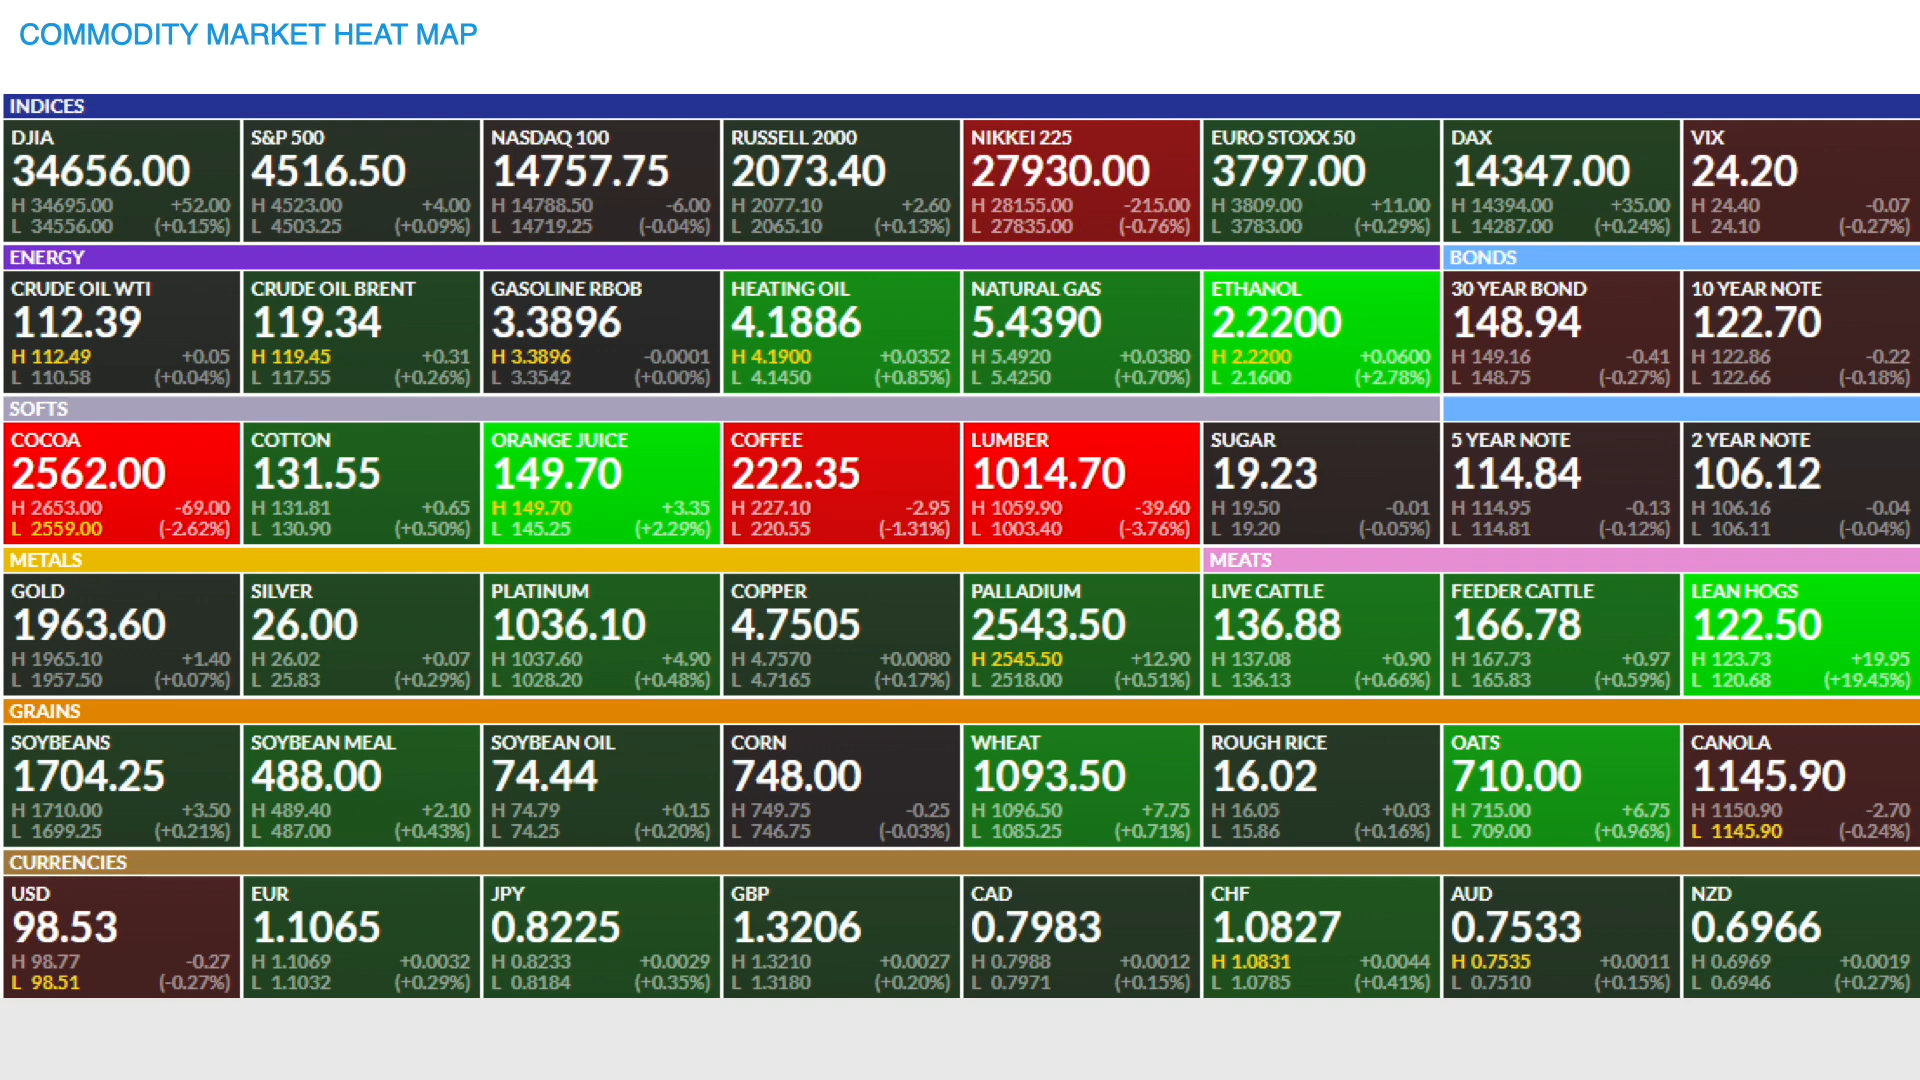 COMMODITY MARKET HEAT MAP
INDICES
DJIA
34656.00
H 34695.00 +52.00
L 34556.00 (+0.15%)
S&P 500
4516.50
H 4523.00 +4.00
L 4503.25 (+0.09%)
NASDAQ 100
14757.75
H 14788.50 -6.00
L 14719.25 (-0.04%)
RUSSELL 2000
2073.40
H 2077.10 +2.60
L 2065.10 (+0.13%)
NIKKEI 225
27930.00
H 28155.00 -215.00
L 27835.00 (-0.76%)
EURO STOXX 50
3797.00
H 3809.00 +11.00
L 3783.00 (+0.29%)
DAX
14347.00
H 14394.00 +35.00
L 14287.00 (+0.24%)
VIX
24.20
H 24.40 -0.07
L 24.10 (-0.27%)
ENERGY
BONDS
CRUDE OIL WTI
112.39
H 112.49 +0.05
L 110.58 (+0.04%)
CRUDE OIL BRENT
119.34
H 119.45 +0.31
L 117.55 (+0.26%)
GASOLINE RBOB
3.3896
H 3.3896 -0.0001
L 3.3542 (+0.00%)
HEATING OIL
4.1886
H 4.1900 +0.0352
L 4.1450 (+0.85%)
NATURAL GAS
5.4390
H 5.4920 +0.0380
L 5.4250 (+0.70%)
ETHANOL
2.2200
H 2.2200 +0.0600
L 2.1600 (+2.78%)
30 YEAR BOND
148.94
H 149.16 -0.41
L 148.75 (-0.27%)
10 YEAR NOTE
122.70
H 122.86 -0.22
L 122.66 (-0.18%)
SOFTS
COCOA
2562.00
H 2653.00 -69.00
L 2559.00 (-2.62%)
COTTON
131.55
H 131.81 +0.65
L 130.90 (+0.50%)
ORANGE JUICE
149.70
H 149.70 +3.35
L 145.25 (+2.29%)
COFFEE
222.35
H 227.10 -2.95
L 220.55 (-1.31%)
LUMBER
1014.70
H 1059.90 -39.60
L 1003.40 (-3.76%)
SUGAR
19.23
H 19.50 -0.01
L 19.20 (-0.05%)
5 YEAR NOTE
114.84
H 114.95 -0.13
L 114.81 (-0.12%)
2 YEAR NOTE
106.12
H 106.16 -0.04
L 106.11 (-0.04%)
METALS
MEATS
GOLD
1963.60
H 1965.10 +1.40
L 1957.50 (+0.07%)
SILVER
26.00
H 26.02 +0.07
L 25.83 (+0.29%)
PLATINUM
1036.10
H 1037.60 +4.90
L 1028.20 (+0.48%)
COPPER
4.7505
H 4.7570 +0.0080
L 4.7165 (+0.17%)
PALLADIUM
2543.50
H 2545.50 +12.90
L 2518.00 (+0.51%)
LIVE CATTLE
136.88
H 137.08 +0.90
L 136.13 (+0.66%)
FEEDER CATTLE
166.78
H 167.73 +0.97
L 165.83 (+0.59%)
LEAN HOGS
122.50
H 123.73 +19.95
L 120.68 (+19.45%)
GRAINS
SOYBEANS
1704.25
H 1710.00 +3.50
L 1699.25 (+0.21%)
SOYBEAN MEAL
488.00
H 489.40 +2.10
L 487.00 (+0.43%)
SOYBEAN OIL
74.44
H 74.79 +0.15
L 74.25 (+0.20%)
CORN
748.00
H 749.75 -0.25
L 746.75 (-0.03%)
WHEAT
1093.50
H 1096.50 +7.75
L 1085.25 (+0.71%)
ROUGH RICE
16.02
H 16.05 +0.03
L 15.86 (+0.16%)
OATS
710.00
H 715.00 +6.75
L 709.00 (+0.96%)
CANOLA
1145.90
H 1150.90 -2.70
L 1145.90 (-0.24%)
CURRENCIES
USD
98.53
H 98.77 -0.27
L 98.51 (-0.27%)
EUR
1.1065
H 1.1069 +0.0032
L 1.1032 (+0.29%)
JPY
0.8225
H 0.8233 +0.0029
L 0.8184 (+0.35%)
GBP
1.3206
H 1.3210 +0.0027
L 1.3180 (+0.20%)
CAD
0.7983
H 0.7988 +0.0012
L 0.7971 (+0.15%)
CHF
1.0827
H 1.0831 +0.0044
L 1.0785 (+0.41%)
AUD
0.7533
H 0.7535 +0.0011
L 0.7510 (+0.15%)
NZD
0.6966
H 0.6969 +0.0019
L 0.6946 (+0.27%)